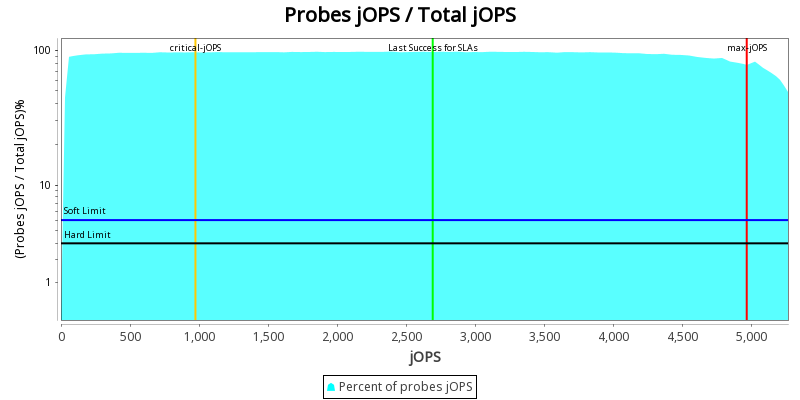 Probes jOPS / Total jOPS
(Probes jOPS / Total jOPS)%
100
10
1
critical-jOPS
Last Success for SLAs
max-jOPS
Soft Limit
Hard Limit
0 500 1,000 1,500 2,000 2,500 3,000 3,500 4,000 4,500 5,000
jOPS
Percent of probes jOPS